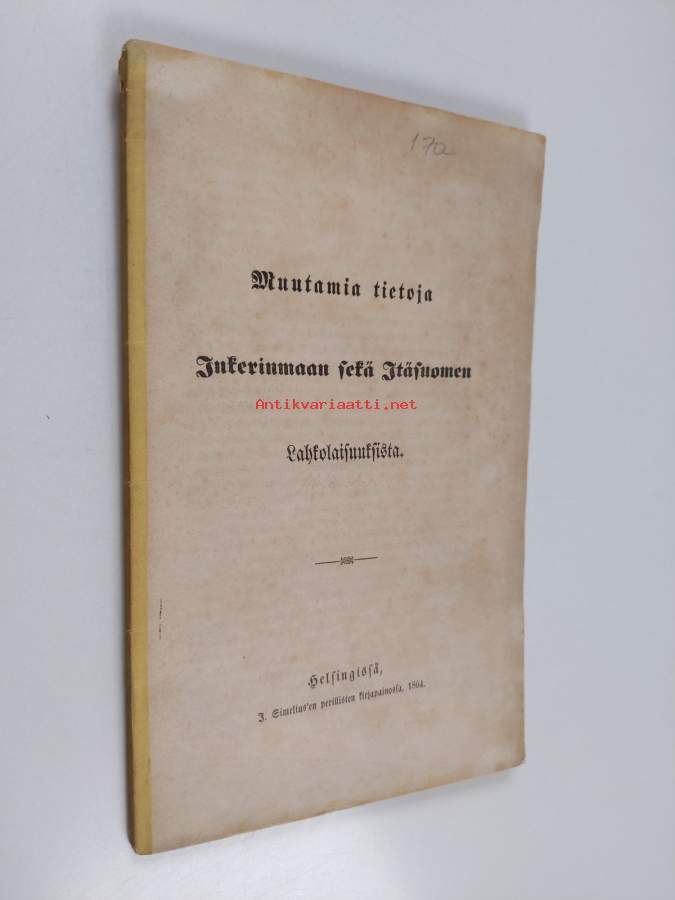 170
Muutamia tietoja
Inkerinmaan sekä Itäsuomen
Antikvariaatti.net
Lahkolaisuuksista.
Helsingissä,
J. Simelius'en perillisten kirjapainossa. 1864.